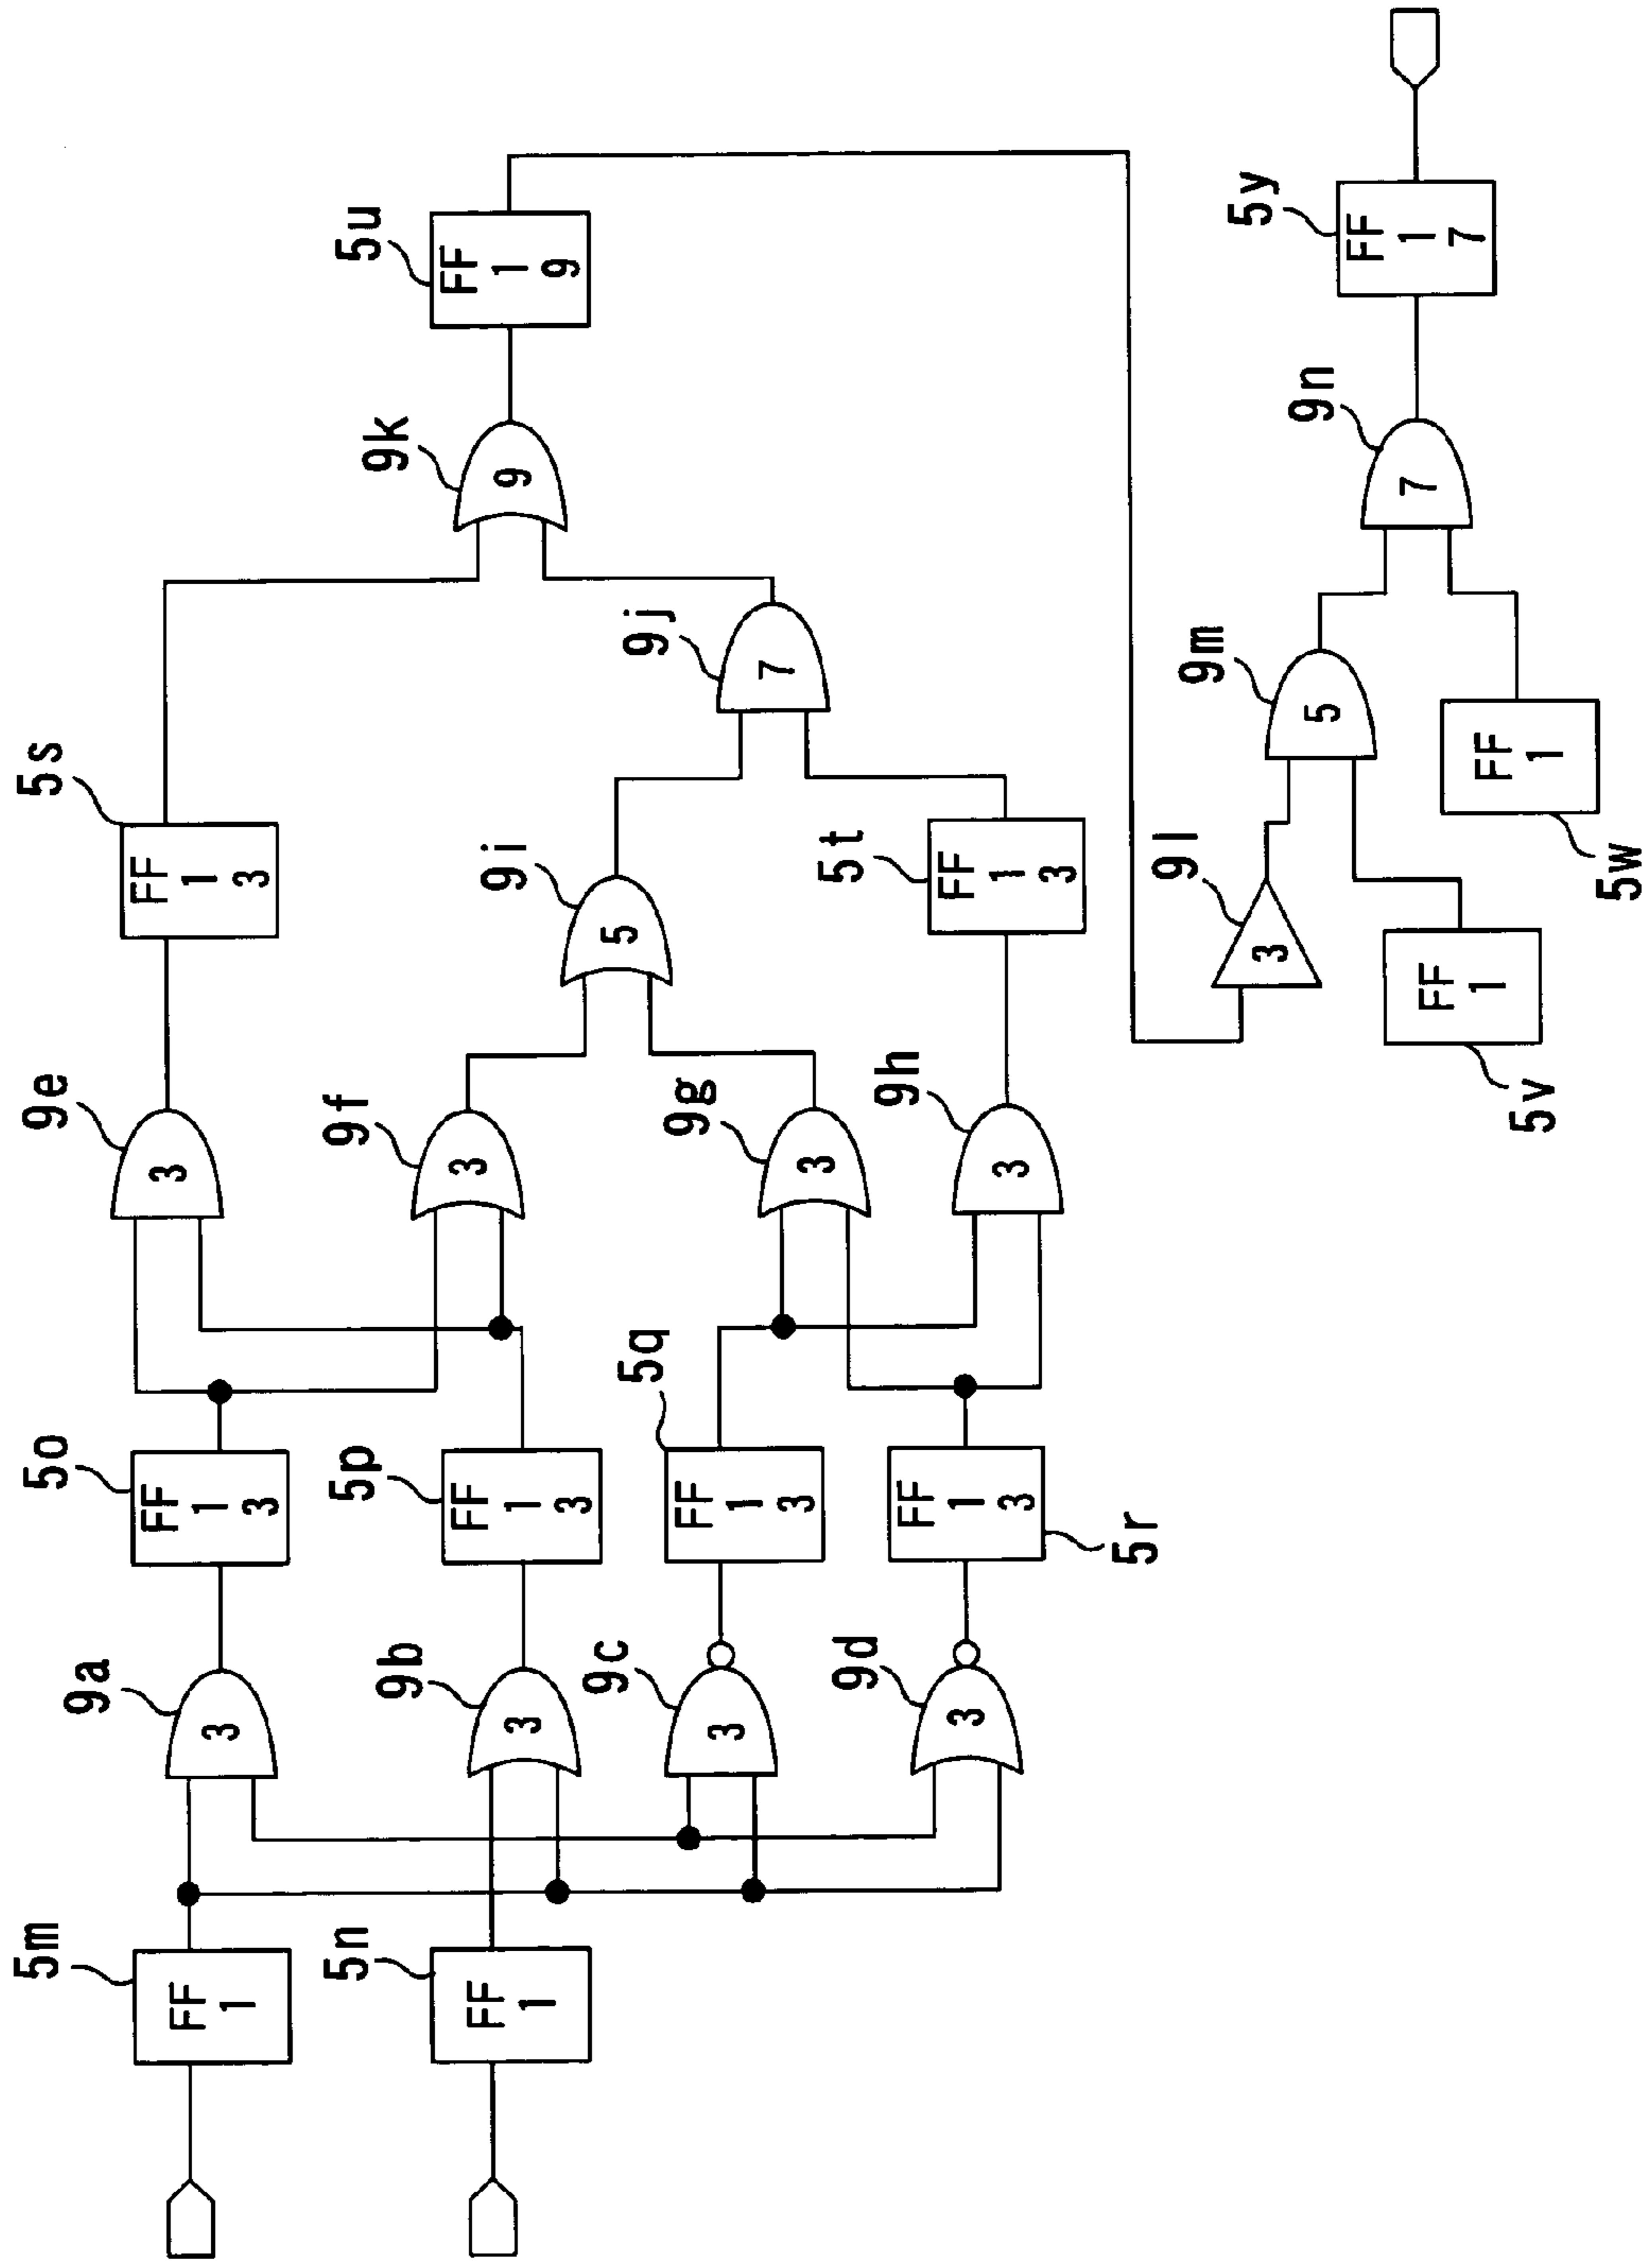 5m
FF
1
5n
FF
1
9a
3
9b
3
9c
3
9d
3
5o
FF
1
3
5p
FF
1
3
5q
FF
1
3
5r
FF
1
3
9e
3
9f
3
9g
3
9h
3
5s
FF
1
3
9i
5
5t
FF
1
3
9j
7
9k
9
5u
FF
1
9
9l
3
5v
FF
1
9m
5
5w
FF
1
9n
7
5y
FF
1
7